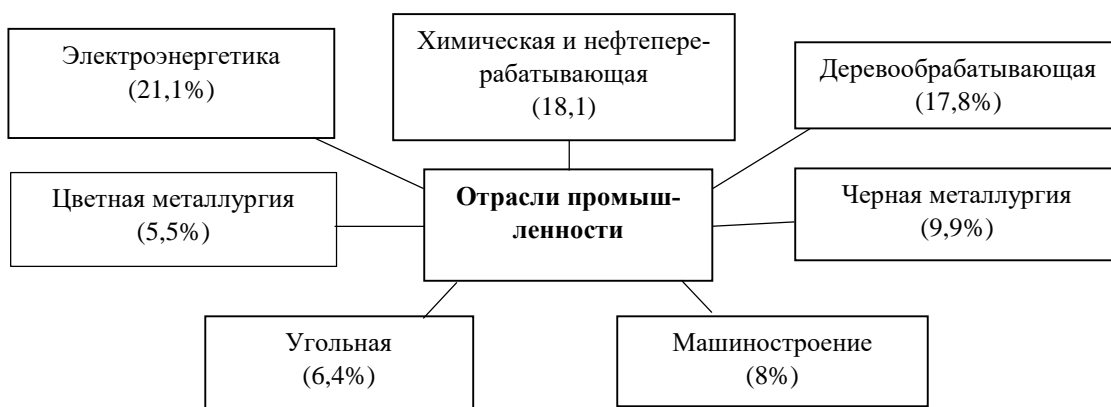 Электроэнергетика
(21,1%)
Химическая и нефтепере-
рабатывающая
(18,1)
Деревообрабатывающая
(17,8%)
Цветная металлургия
(5,5%)
Отрасли промыш-
ленности
Черная металлургия
(9,9%)
Угольная
(6,4%)
Машиностроение
(8%)